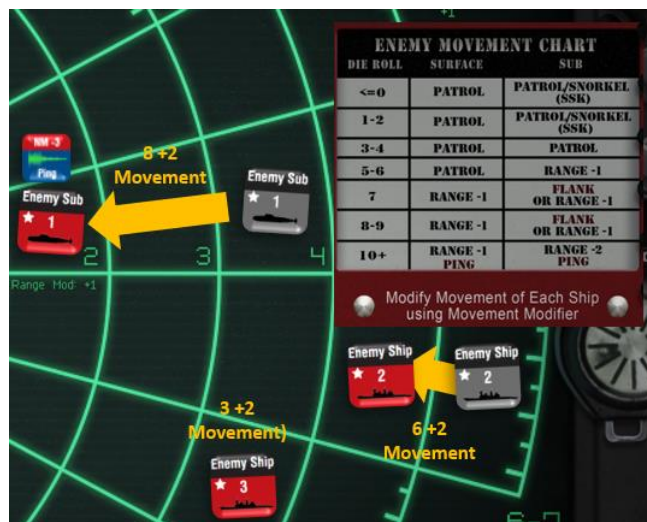 +1
ENEMY MOVEMENT CHART
DIE ROLL SURFACE SUB
<=0 PATROL PATROL/SNORKEL (SSK)
1-2 PATROL PATROL/SNORKEL (SSK)
3-4 PATROL PATROL
5-6 PATROL RANGE -1
7 RANGE -1 FLANK OR RANGE -1
8-9 RANGE -1 FLANK OR RANGE -1
10+ RANGE -1 PING RANGE -2 PING
Modify Movement of Each Ship
using Movement Modifier
NM -3
Ping
8 +2
Movement
Enemy Sub
1
Enemy Sub
1
2
3
4
Range Mod: +1
Enemy Ship
2
Enemy Ship
2
3 +2
Movement)
6 +2
Movement
Enemy Ship
3